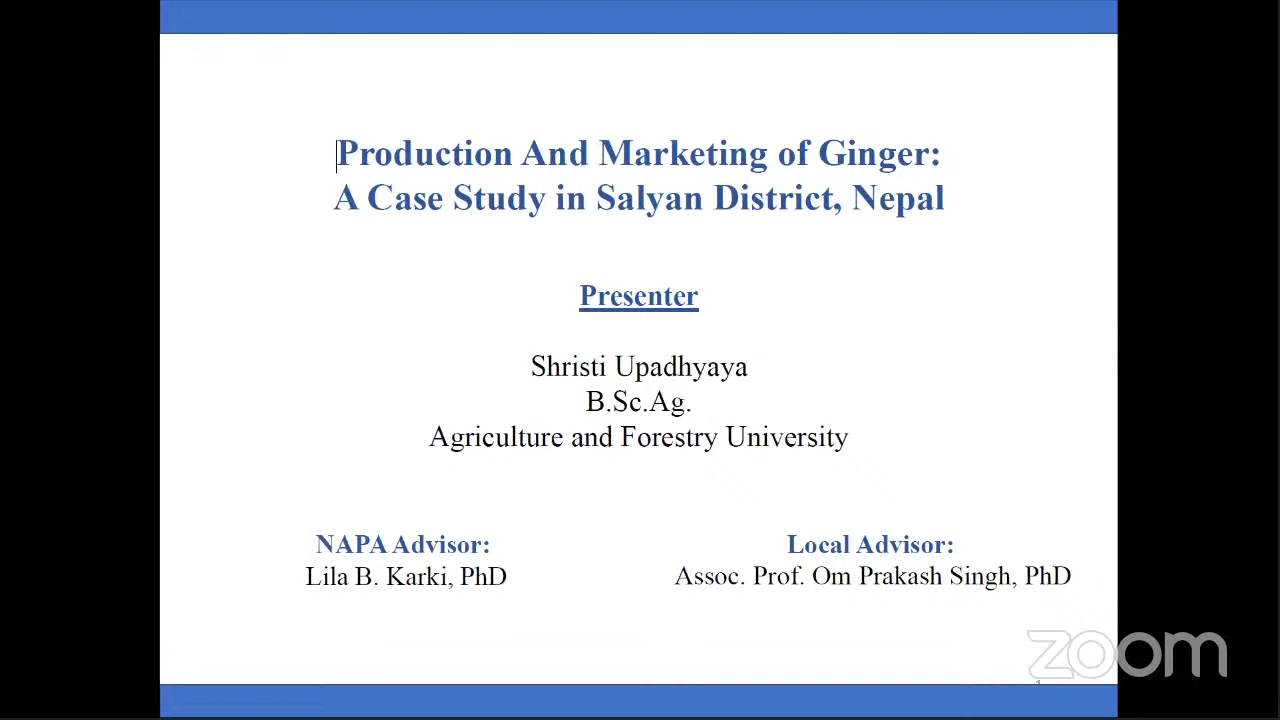 Production And Marketing of Ginger:
A Case Study in Salyan District, Nepal
Presenter
Shristi Upadhyaya
B.Sc.Ag.
Agriculture and Forestry University
NAPA Advisor:
Lila B. Karki, PhD
Local Advisor:
Assoc. Prof. Om Prakash Singh, PhD
zoom
1